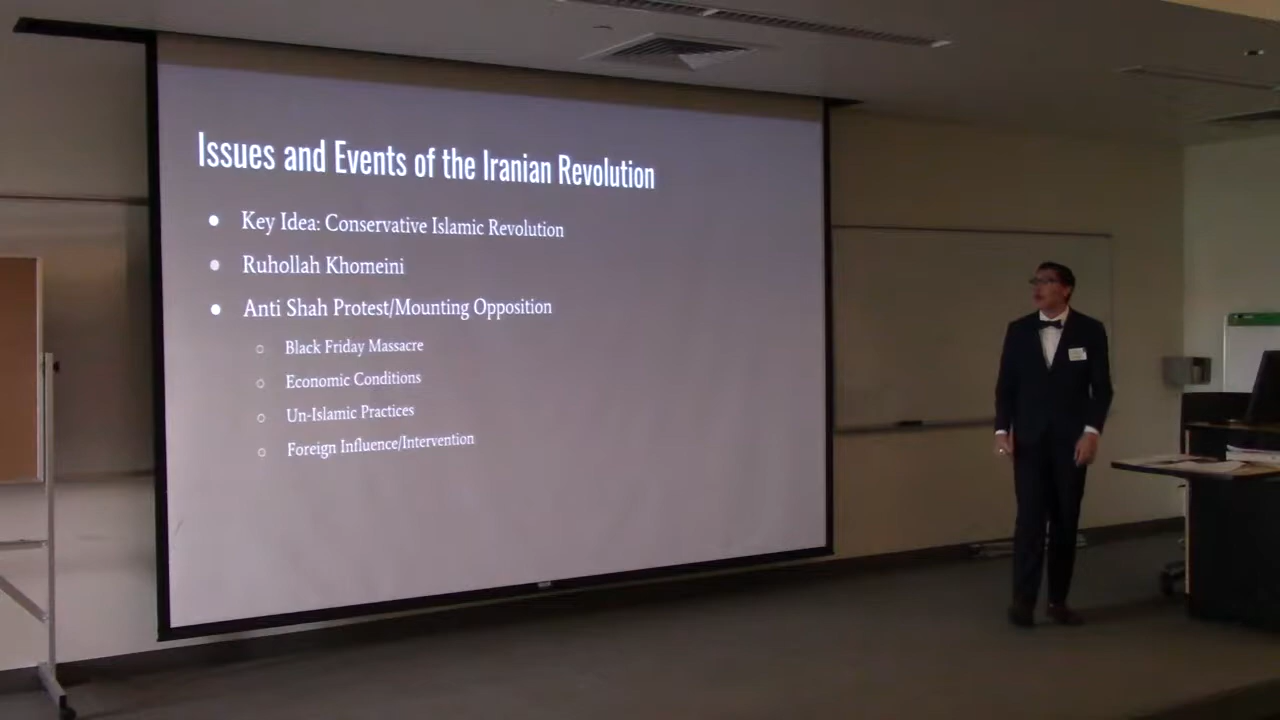 Issues and Events of the Iranian Revolution
Key Idea: Conservative Islamic Revolution
Ruhollah Khomeini
Anti Shah Protest/Mounting Opposition
Black Friday Massacre
Economic Conditions
Un-Islamic Practices
Foreign Influence/Intervention